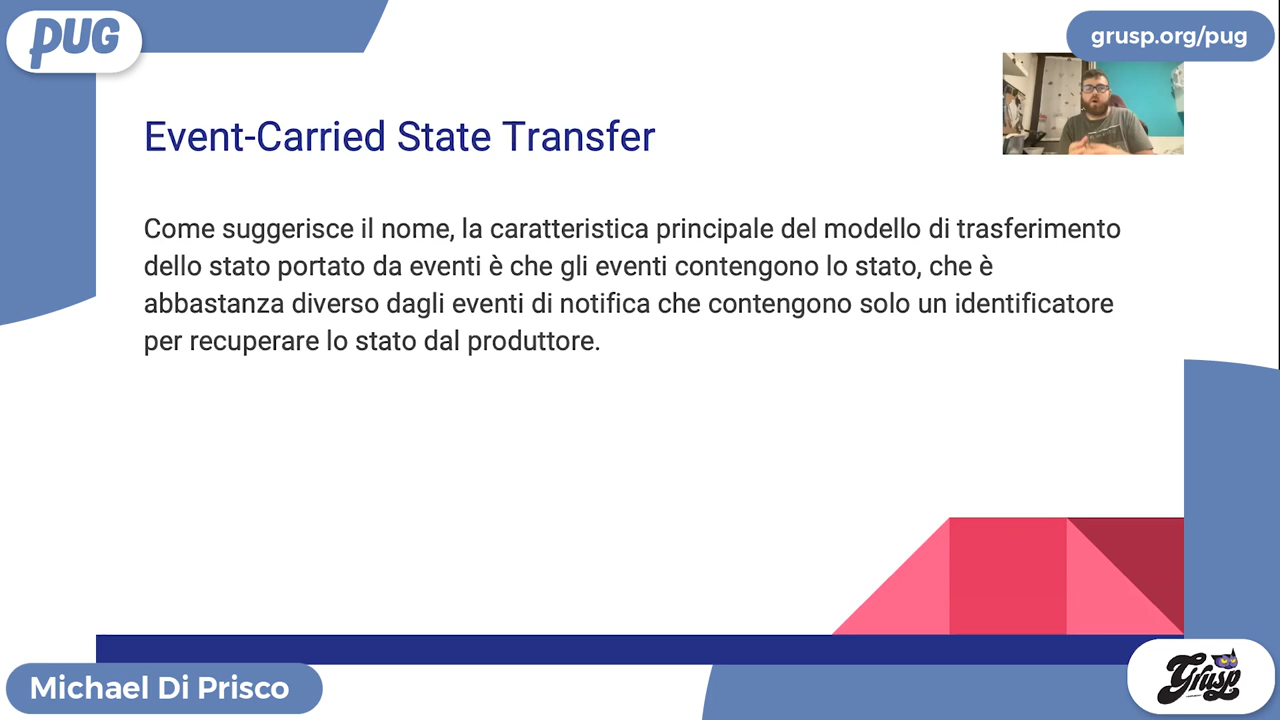 PUG
grusp.org/pug
Event-Carried State Transfer
Come suggerisce il nome, la caratteristica principale del modello di trasferimento
dello stato portato da eventi è che gli eventi contengono lo stato, che è
abbastanza diverso dagli eventi di notifica che contengono solo un identificatore
per recuperare lo stato dal produttore.
Michael Di Prisco
Grusp